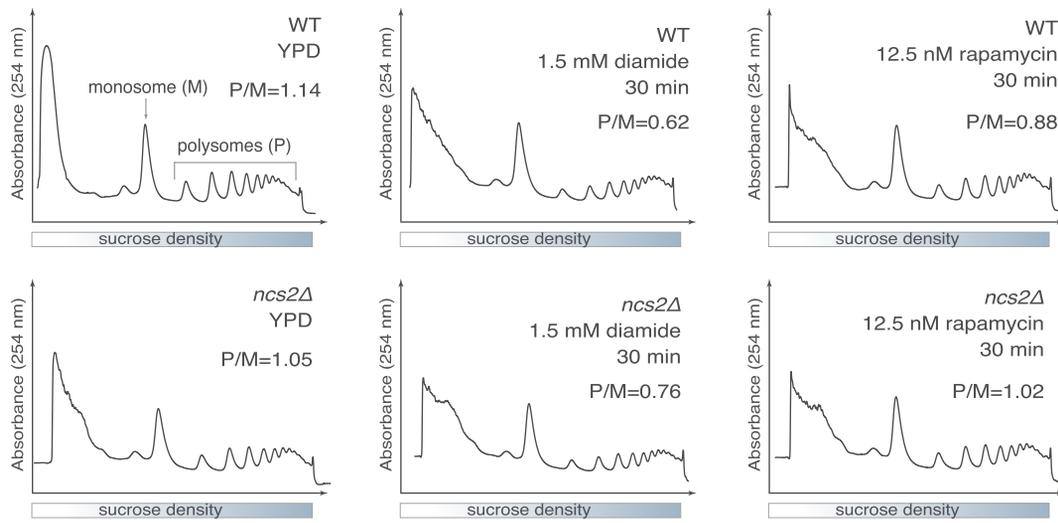 Absorbance (254 nm)
WT
YPD
P/M=1.14
monosome (M)
polysomes (P)
sucrose density
Absorbance (254 nm)
WT
1.5 mM diamide
30 min
P/M=0.62
sucrose density
Absorbance (254 nm)
WT
12.5 nM rapamycin
30 min
P/M=0.88
sucrose density
Absorbance (254 nm)
ncs2Δ
YPD
P/M=1.05
sucrose density
Absorbance (254 nm)
ncs2Δ
1.5 mM diamide
30 min
P/M=0.76
sucrose density
Absorbance (254 nm)
ncs2Δ
12.5 nM rapamycin
30 min
P/M=1.02
sucrose density